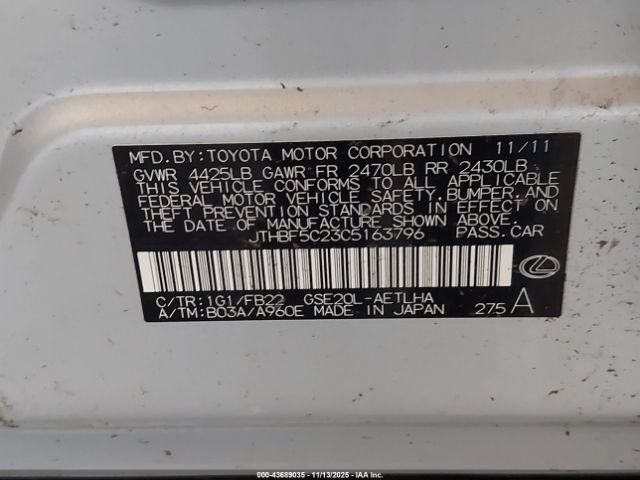 MFD.BY:TOYOTA MOTOR CORPORATION 11/11
GVWR 4425LB GAWR FR 2470LB RR 2430LB
THIS VEHICLE CONFORMS TO ALL APPLICABLE
FEDERAL MOTOR VEHICLE SAFETY,BUMPER, AND
THEFT PREVENTION STANDARDS IN EFFECT ON
THE DATE OF MANUFACTURE SHOWN ABOVE.
JTHBF5C23C5163796 PASS.CAR
C/TR:1G1/FB22 GSE20L-AETLHA
A/TM:B03A/A960E MADE IN JAPAN 275 A
000-43689035 - 11/13/2025 - IAAI.COM